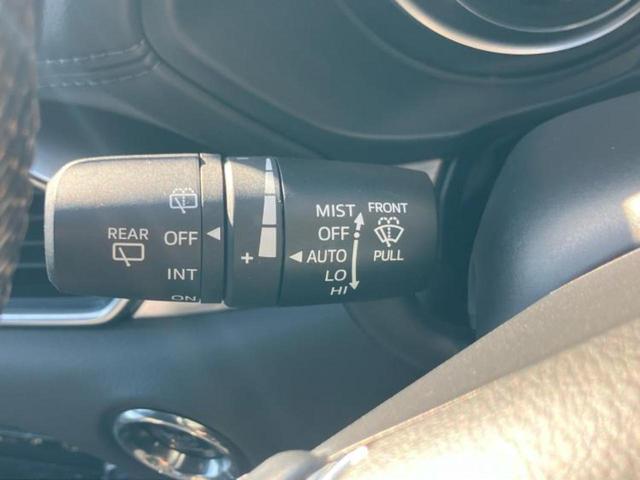 REAR
OFF
INT
ON
+
MIST
OFF
AUTO
LO
HI
FRONT
PULL